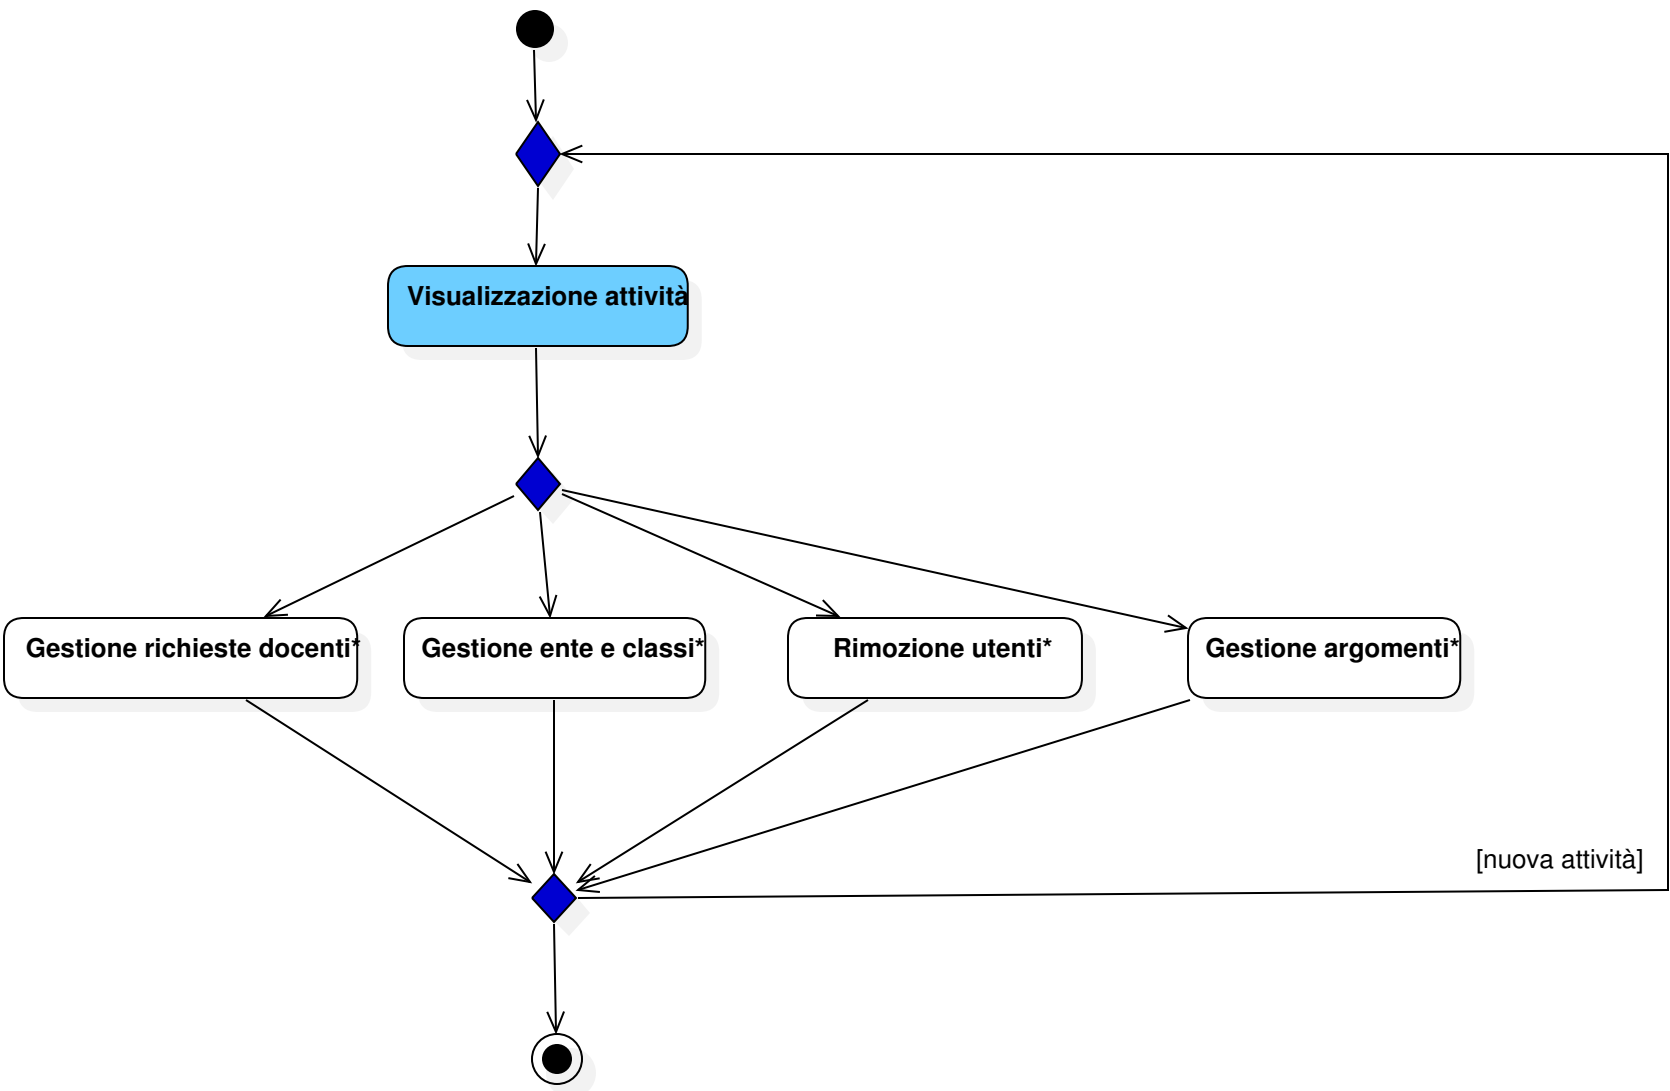 Visualizzazione attività
Gestione richieste docenti*
Gestione ente e classi*
Rimozione utenti*
Gestione argomenti*
[nuova attività]